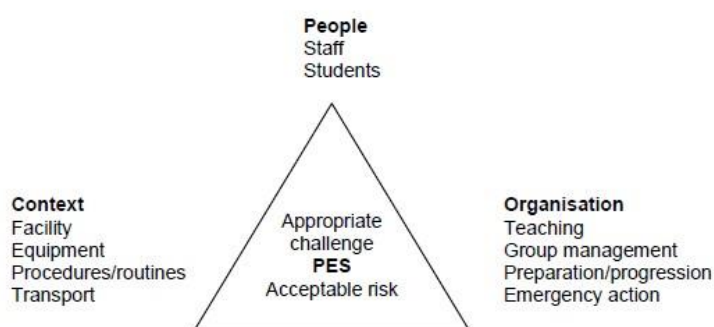 People
Staff
Students
Context
Facility
Equipment
Procedures/routines
Transport
Appropriate
challenge
PES
Acceptable risk
Organisation
Teaching
Group management
Preparation/progression
Emergency action